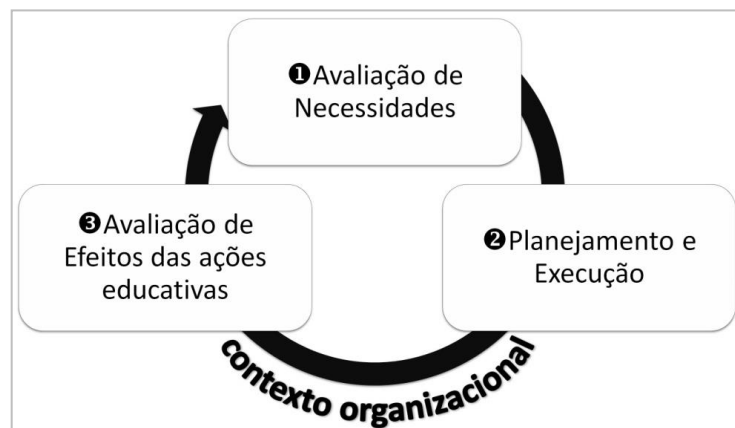 ❶Avaliação de
Necessidades
❷Planejamento e
Execução
❸Avaliação de
Efeitos das ações
educativas
contexto organizacional